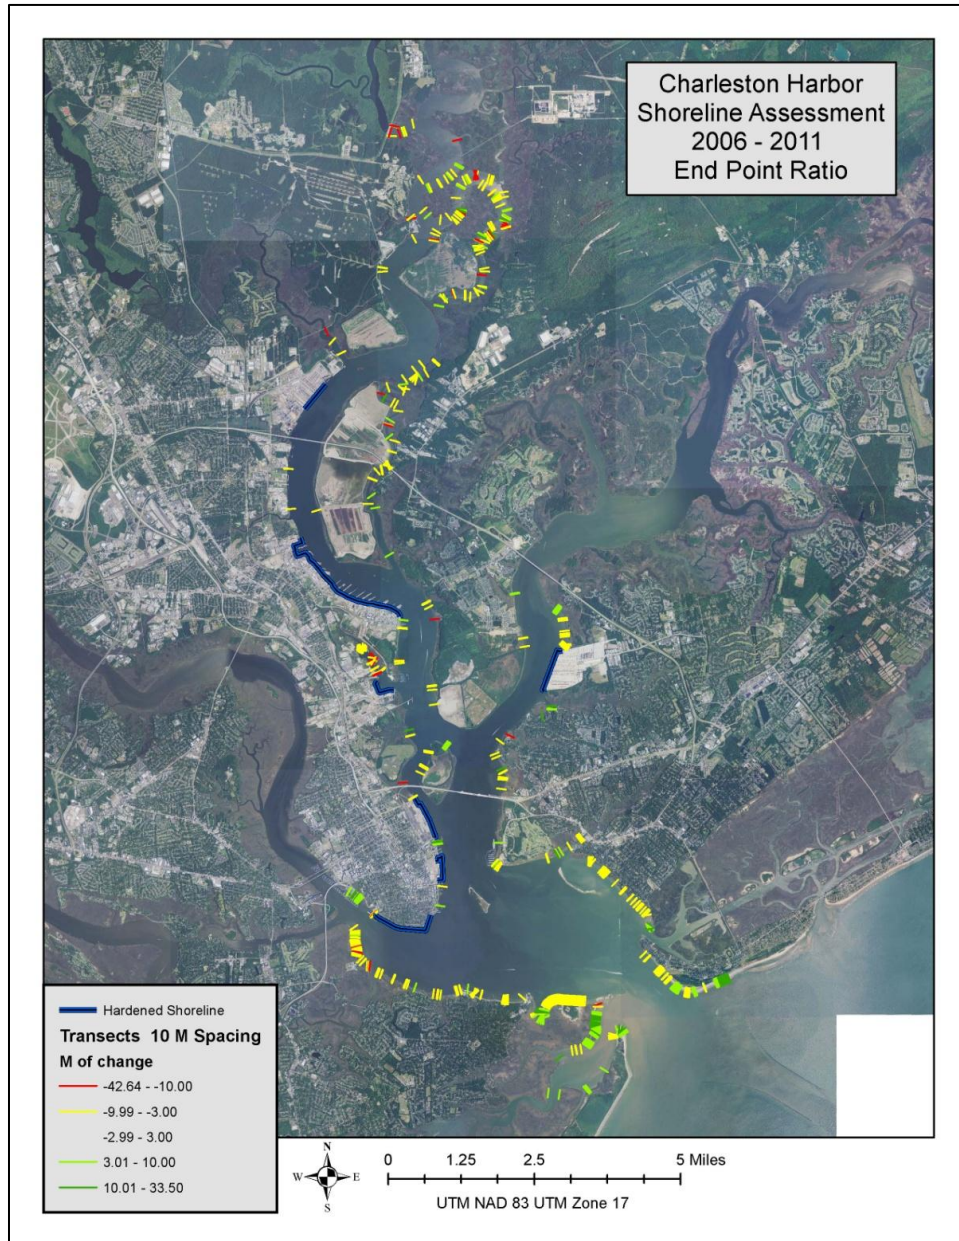 Charleston Harbor
Shoreline Assessment
2006 - 2011
End Point Ratio
Hardened Shoreline
Transects 10 M Spacing
M of change
-42.64 - -10.00
-9.99 - -3.00
-2.99 - 3.00
3.01 - 10.00
10.01 - 33.50
N
W E
S
0 1.25 2.5 5 Miles
UTM NAD 83 UTM Zone 17